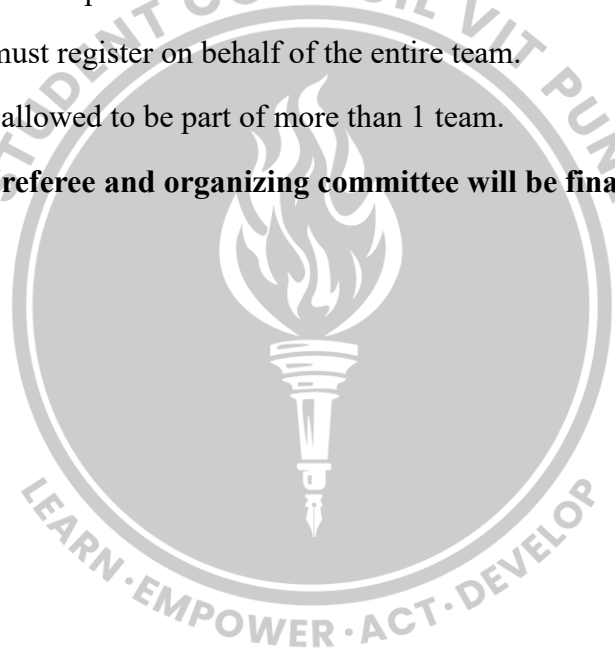 must register on behalf of the entire team.
allowed to be part of more than 1 team.
referee and organizing committee will be fina
STUDENT COUNCIL VIT PUN
LEARN · EMPOWER · ACT · DEVELOP